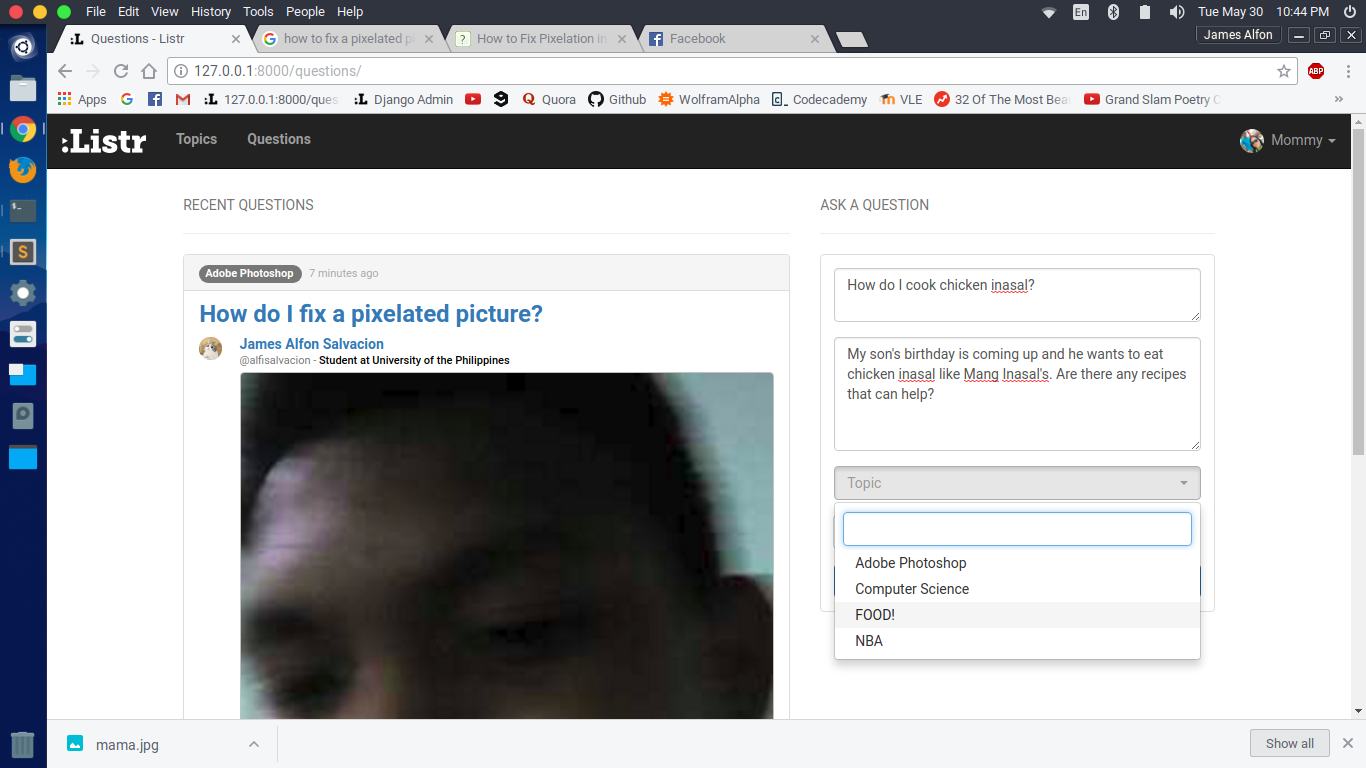 File Edit View History Tools People Help
En
Tue May 30 10:44 PM
Questions - Listr
how to fix a pixelated pi
How to Fix Pixelation in
Facebook
James Alfon
127.0.0.1:8000/questions/
ABP
Apps
127.0.0.1:8000/ques
Django Admin
Quora
Github
WolframAlpha
Codecademy
VLE
32 Of The Most Bea
Grand Slam Poetry C
:Listr
Topics
Questions
Mommy
RECENT QUESTIONS
Adobe Photoshop
7 minutes ago
How do I fix a pixelated picture?
James Alfon Salvacion
@alfisalvacion - Student at University of the Philippines
ASK A QUESTION
How do I cook chicken inasal?
My son's birthday is coming up and he wants to eat
chicken inasal like Mang Inasal's. Are there any recipes
that can help?
Topic
Adobe Photoshop
Computer Science
FOOD!
NBA
mama.jpg
Show all